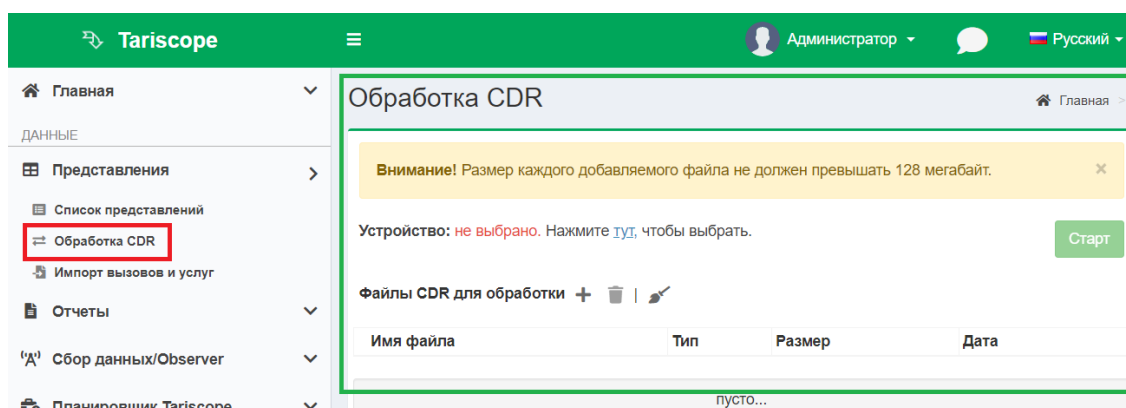 Tariscope
Администратор
Русский
Главная
ДАННЫЕ
Представления
Список представлений
Обработка CDR
Импорт вызовов и услуг
Отчеты
Сбор данных/Observer
Планировщик Tariscope
Обработка CDR
Главная >
Внимание! Размер каждого добавляемого файла не должен превышать 128 мегабайт. ×
Устройство: не выбрано. Нажмите тут, чтобы выбрать.
Старт
Файлы CDR для обработки + |
Имя файла Тип Размер Дата
пусто...